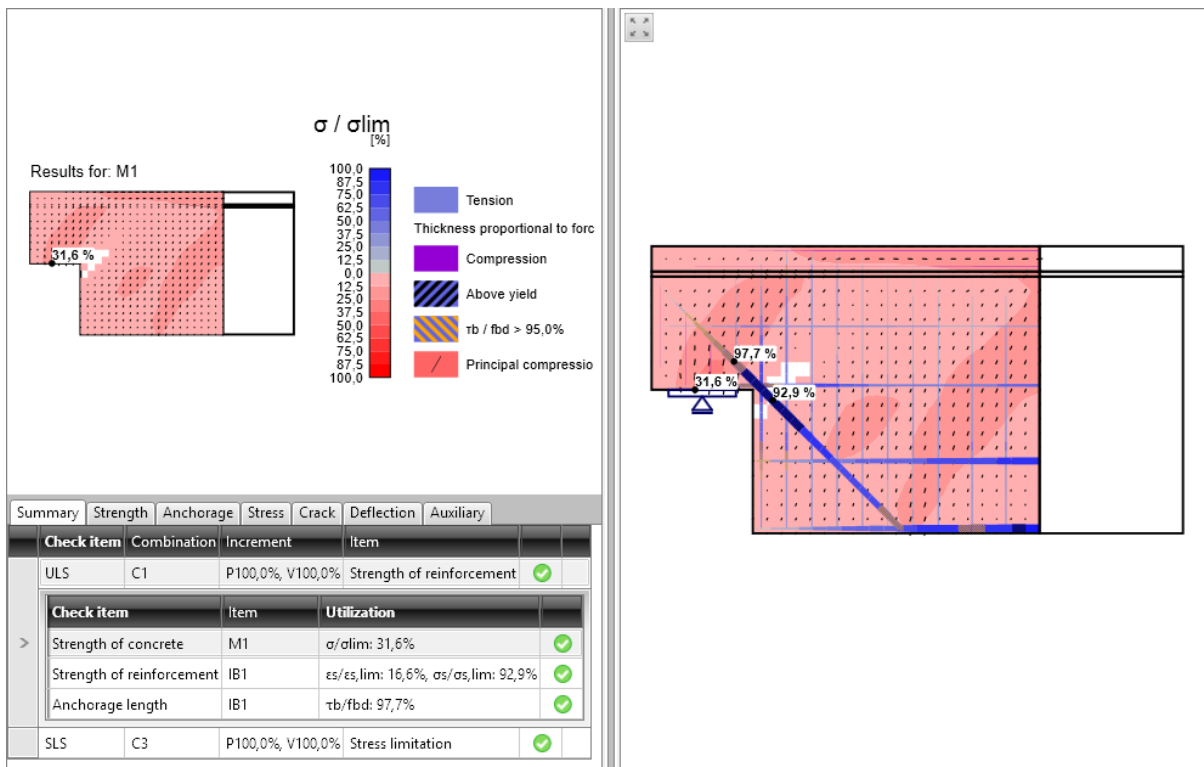 σ / σlim
[%]
Results for: M1
31,6 %
100,0
87,5
75,0
62,5
50,0
37,5
25,0
12,5
0,0
12,5
25,0
37,5
50,0
62,5
75,0
87,5
100,0
Tension
Thickness proportional to forc
Compression
Above yield
τb / fbd > 95,0%
Principal compressio
97,7 %
31,6 %
92,9 %
Summary Strength Anchorage Stress Crack Deflection Auxiliary
Check item Combination Increment Item
ULS C1 P100,0%, V100,0% Strength of reinforcement
Check item Item Utilization
Strength of concrete M1 σ/σlim: 31,6%
Strength of reinforcement IB1 εs/εs,lim: 16,6%, σs/σs,lim: 92,9%
Anchorage length IB1 τb/fbd: 97,7%
SLS C3 P100,0%, V100,0% Stress limitation